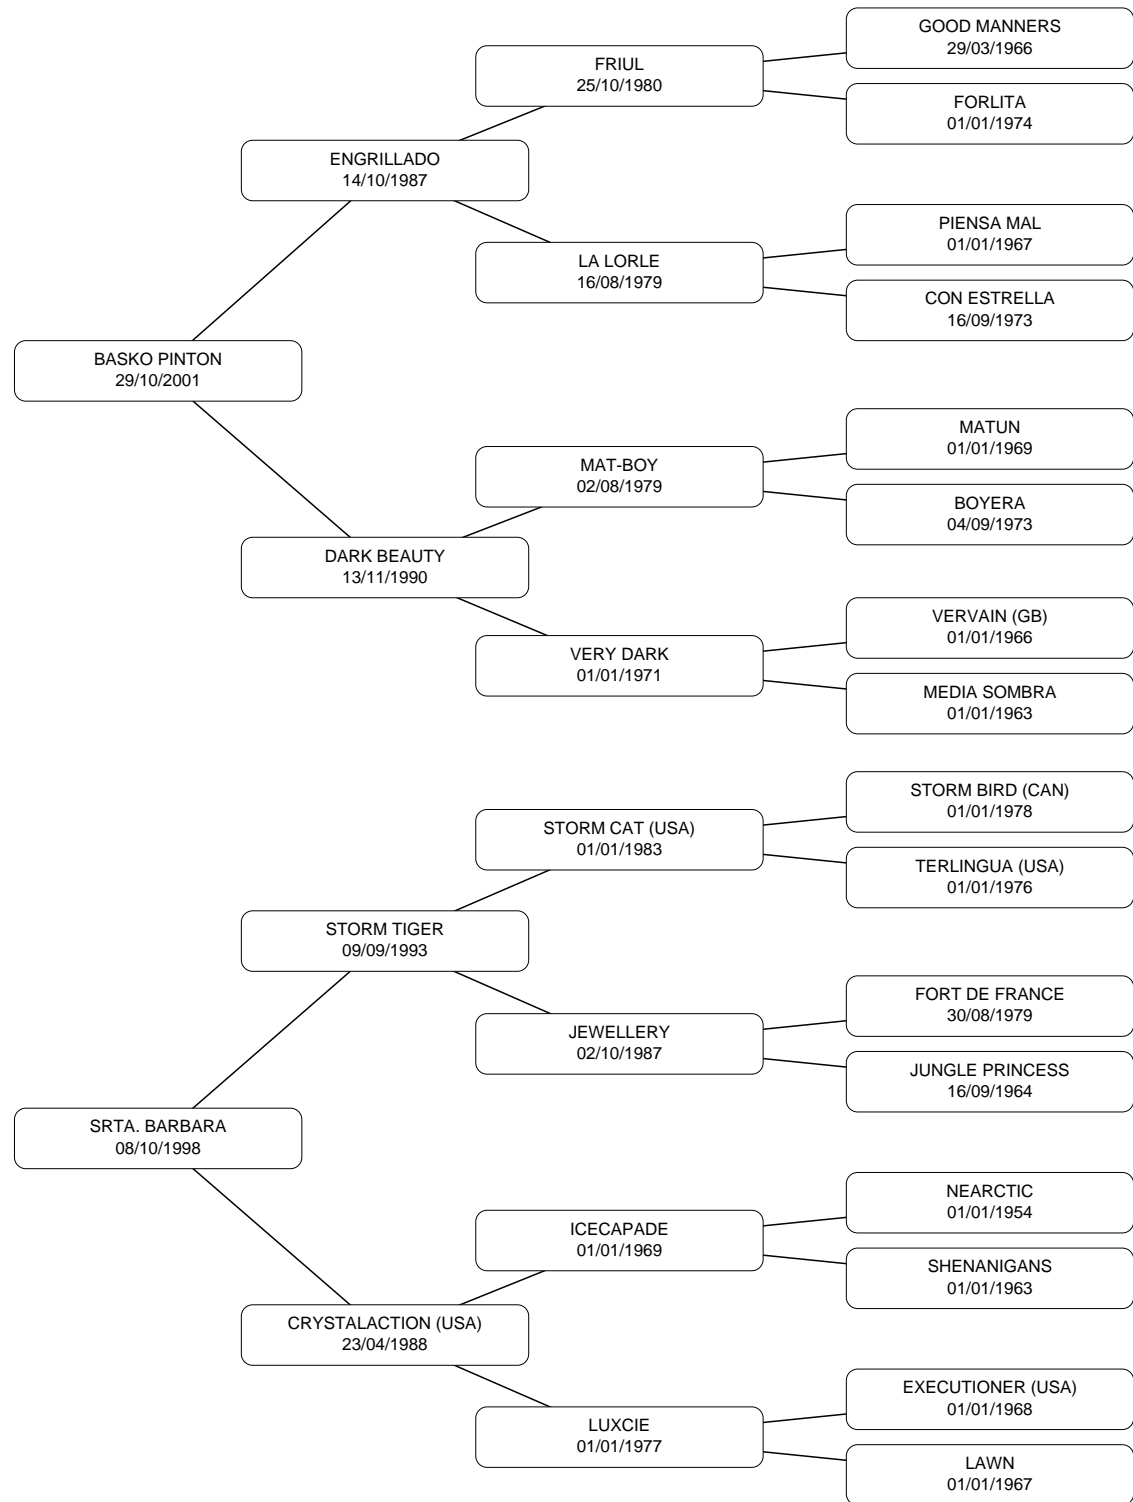 GOOD MANNERS
29/03/1966
FRIUL
25/10/1980
FORLITA
01/01/1974
ENGRILLADO
14/10/1987
PIENSA MAL
01/01/1967
LA LORLE
16/08/1979
CON ESTRELLA
16/09/1973
BASKO PINTON
29/10/2001
MATUN
01/01/1969
MAT-BOY
02/08/1979
BOYERA
04/09/1973
DARK BEAUTY
13/11/1990
VERVAIN (GB)
01/01/1966
VERY DARK
01/01/1971
MEDIA SOMBRA
01/01/1963
STORM BIRD (CAN)
01/01/1978
STORM CAT (USA)
01/01/1983
TERLINGUA (USA)
01/01/1976
STORM TIGER
09/09/1993
FORT DE FRANCE
30/08/1979
JEWELLERY
02/10/1987
JUNGLE PRINCESS
16/09/1964
SRTA. BARBARA
08/10/1998
NEARCTIC
01/01/1954
ICECAPADE
01/01/1969
SHENANIGANS
01/01/1963
CRYSTALACTION (USA)
23/04/1988
EXECUTIONER (USA)
01/01/1968
LUXCIE
01/01/1977
LAWN
01/01/1967